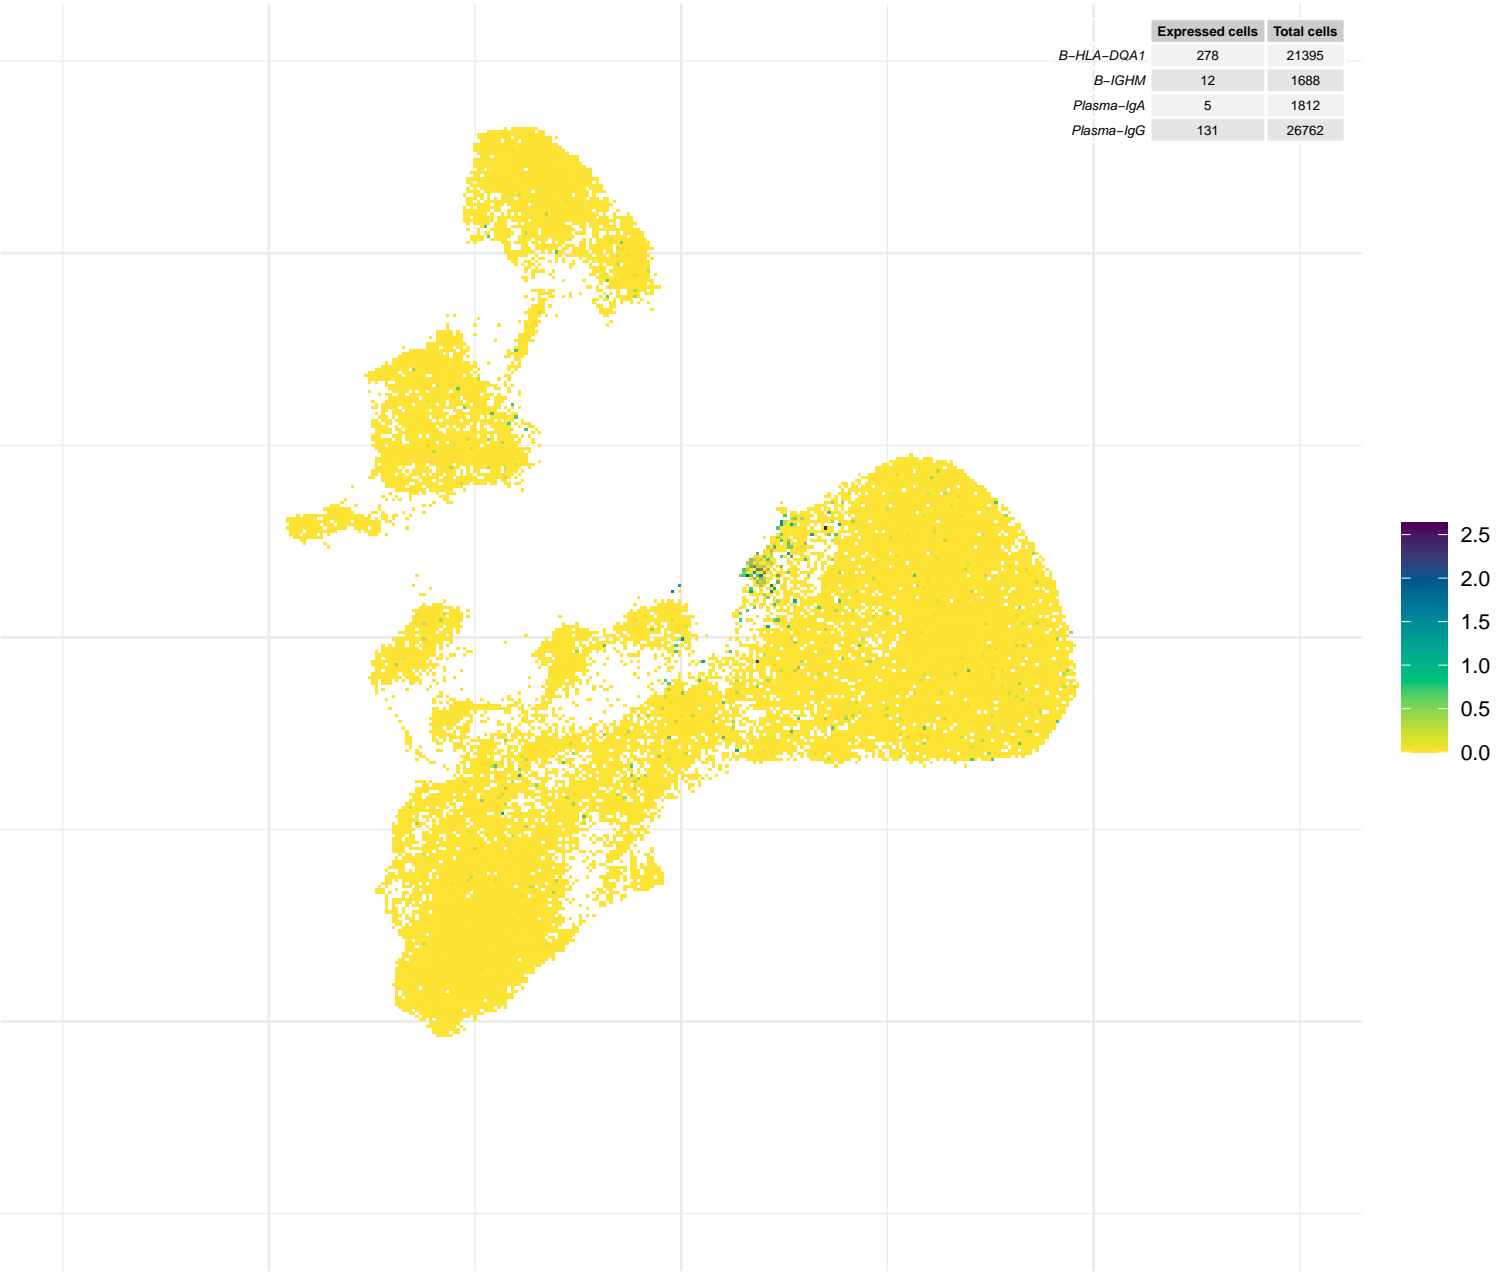 Expressed cells Total cells
B−HLA−DQA1 278 21395
B−IGHM 12 1688
Plasma−IgA 5 1812
Plasma−IgG 131 26762
2.5
2.0
1.5
1.0
0.5
0.0